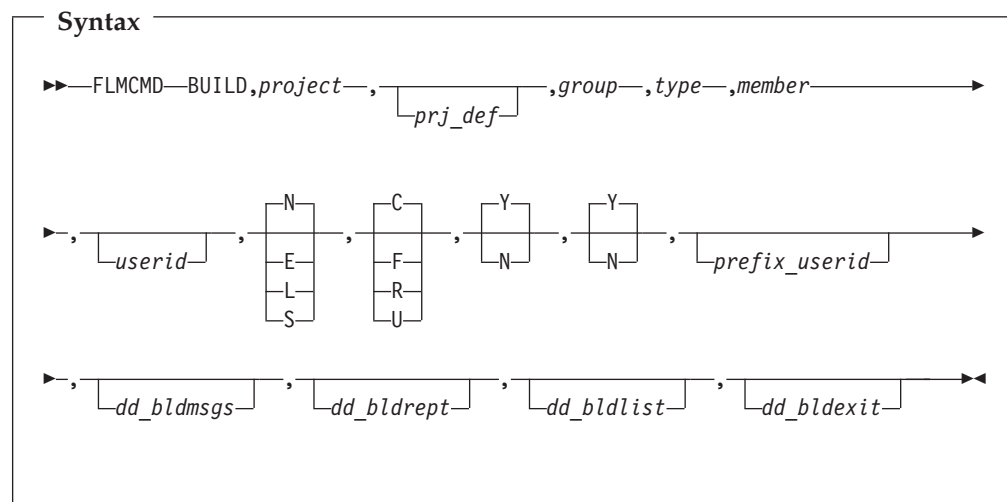 Syntax
FLMCMD BUILD,project , ,group ,type ,member
prj_def
N C Y Y
, , , , , ,
userid E F N N prefix_userid
L R
S U
, , , ,
dd_bldmsgs dd_bldrept dd_bldlist dd_bldexit